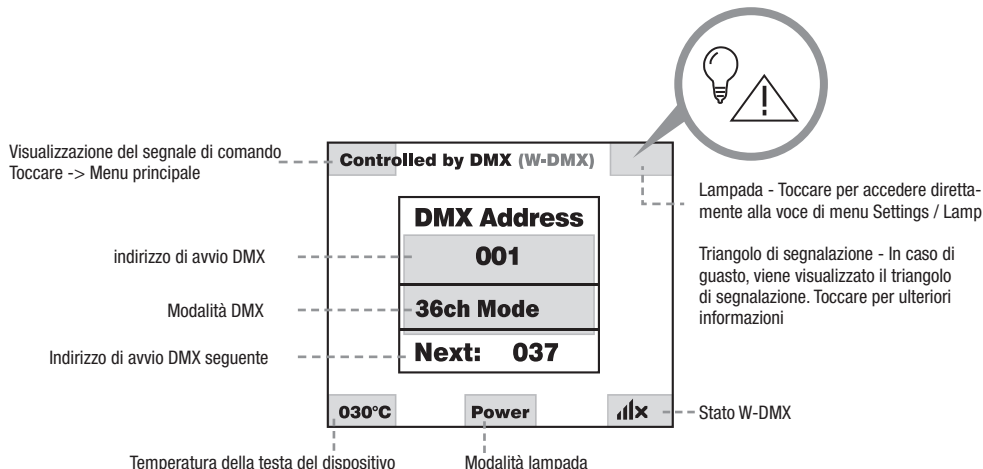 Visualizzazione del segnale di comando
Toccare -> Menu principale
Controlled by DMX (W-DMX)
Lampada - Toccare per accedere diretta-
mente alla voce di menu Settings / Lamp
Triangolo di segnalazione - In caso di
guasto, viene visualizzato il triangolo
di segnalazione. Toccare per ulteriori
informazioni
DMX Address
indirizzo di avvio DMX
001
Modalità DMX
36ch Mode
Indirizzo di avvio DMX seguente
Next: 037
030°C
Power
Stato W-DMX
Temperatura della testa del dispositivo
Modalità lampada